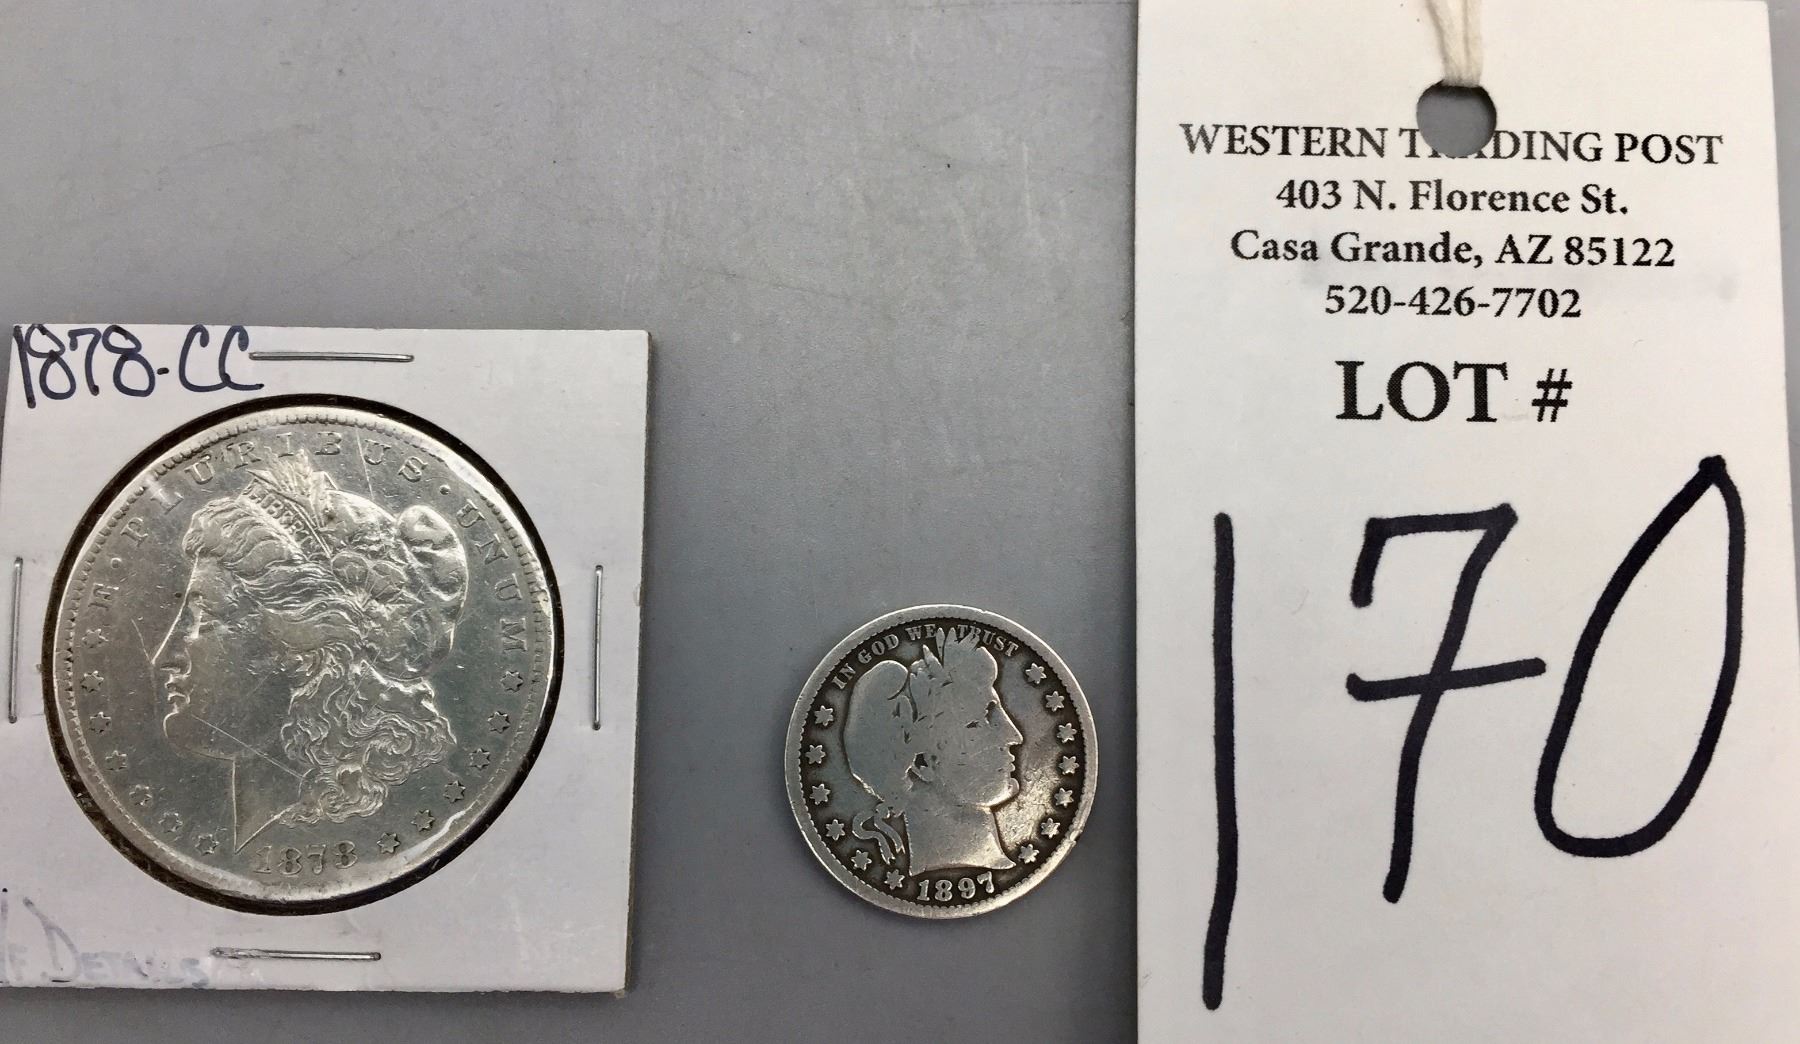 1878-CC
E · PLURIBUS · UNUM
LIBERTY
1878
DETAILS
IN GOD WE TRUST
1897
WESTERN TRADING POST
403 N. Florence St.
Casa Grande, AZ 85122
520-426-7702
LOT #
170